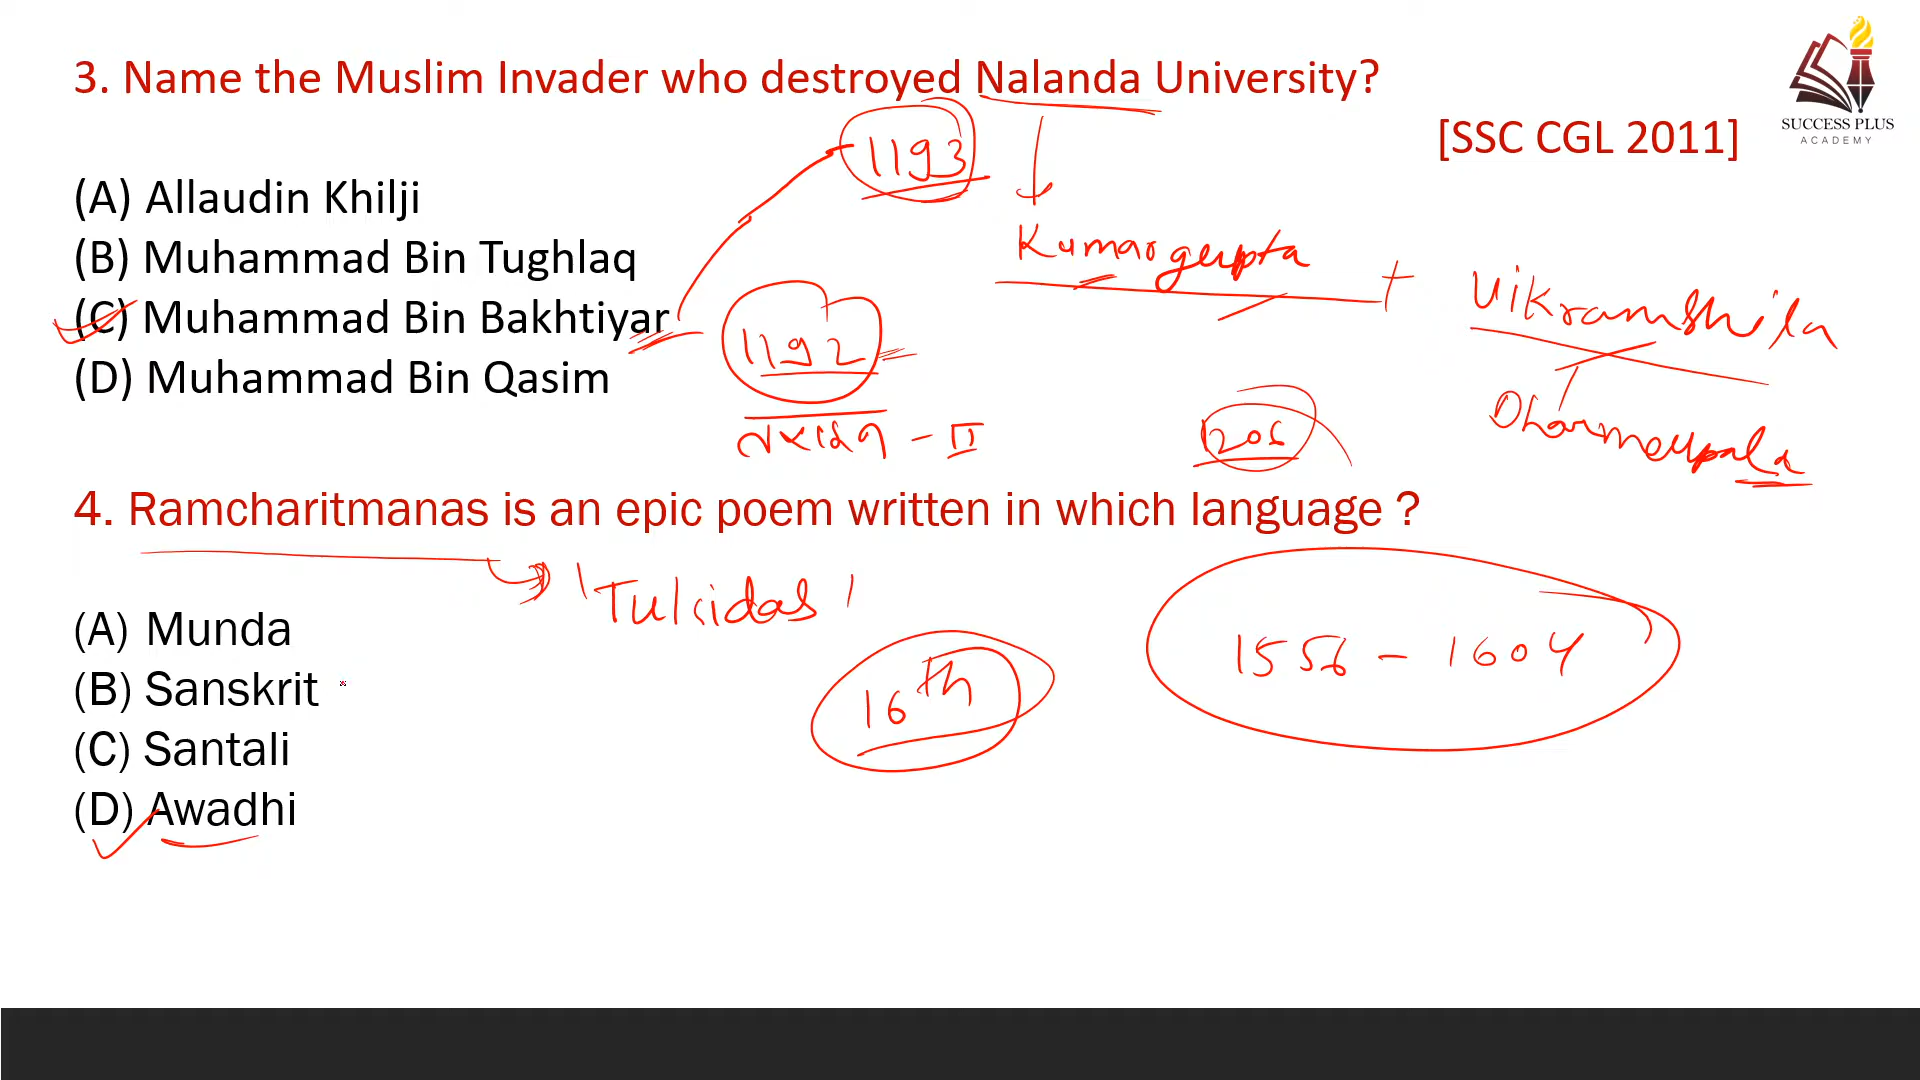 3. Name the Muslim Invader who destroyed Nalanda University?
[SSC CGL 2011]
SUCCESS PLUS
ACADEMY
1193
(A) Allaudin Khilji
(B) Muhammad Bin Tughlaq
Kumargupta + Vikramshila
(C) Muhammad Bin Bakhtiyar
1192
(D) Muhammad Bin Qasim
Dharmapala
- II
1206
4. Ramcharitmanas is an epic poem written in which language ?
'Tulsidas'
(A) Munda
1556 - 1604
(B) Sanskrit
16th
(C) Santali
(D) Awadhi